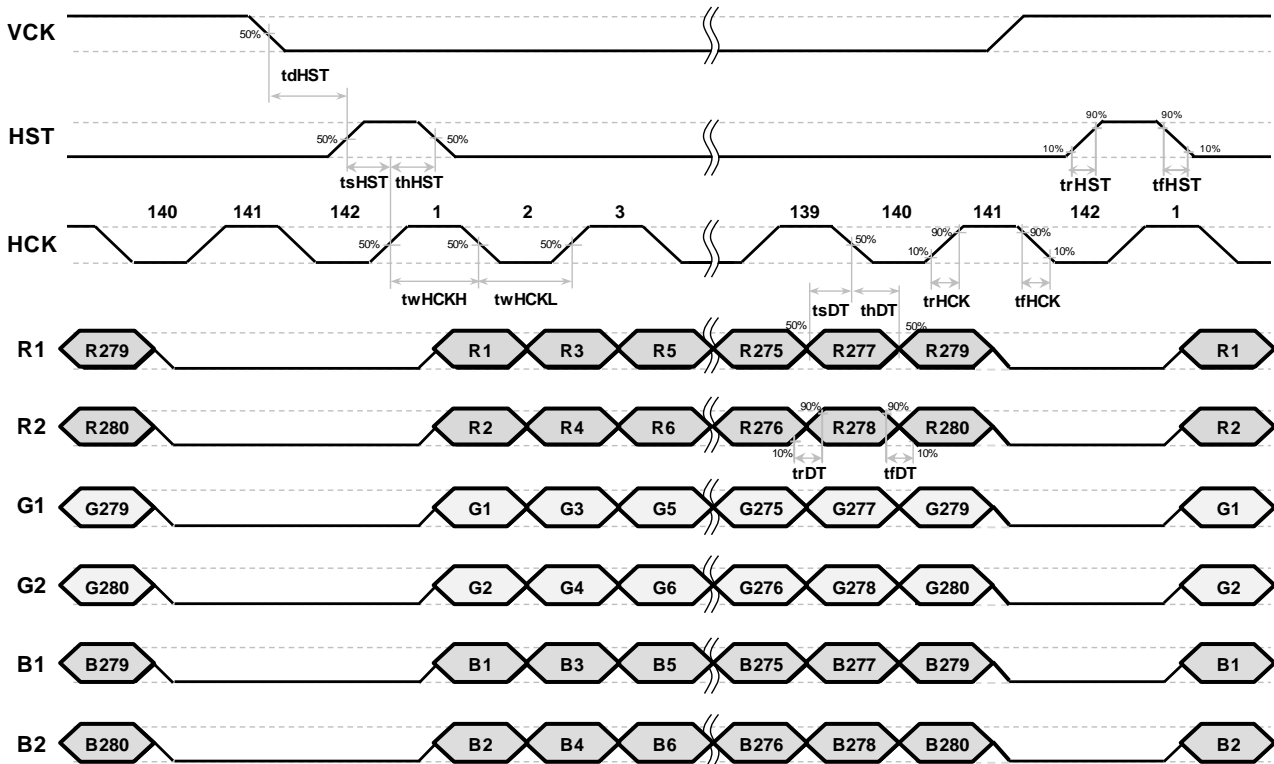 VCK
50%
tdHST
HST
50%
50%
10%
90%
90%
10%
tsHST
thHST
trHST
tfHST
140
141
142
1
2
3
139
140
141
142
1
HCK
50%
50%
50%
50%
10%
90%
90%
10%
twHCKH
twHCKL
tsDT
thDT
trHCK
tfHCK
50%
50%
R1
R279
R1
R3
R5
R275
R277
R279
R1
R2
R280
R2
R4
R6
R276
R278
R280
R2
90%
90%
10%
10%
trDT
tfDT
G1
G279
G1
G3
G5
G275
G277
G279
G1
G2
G280
G2
G4
G6
G276
G278
G280
G2
B1
B279
B1
B3
B5
B275
B277
B279
B1
B2
B280
B2
B4
B6
B276
B278
B280
B2